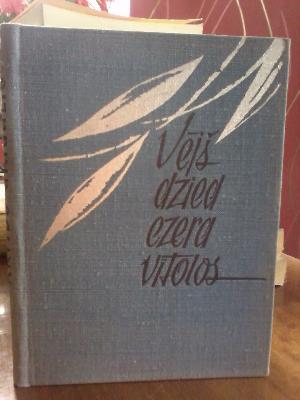 Vējš
dzied
ezera
vītolos